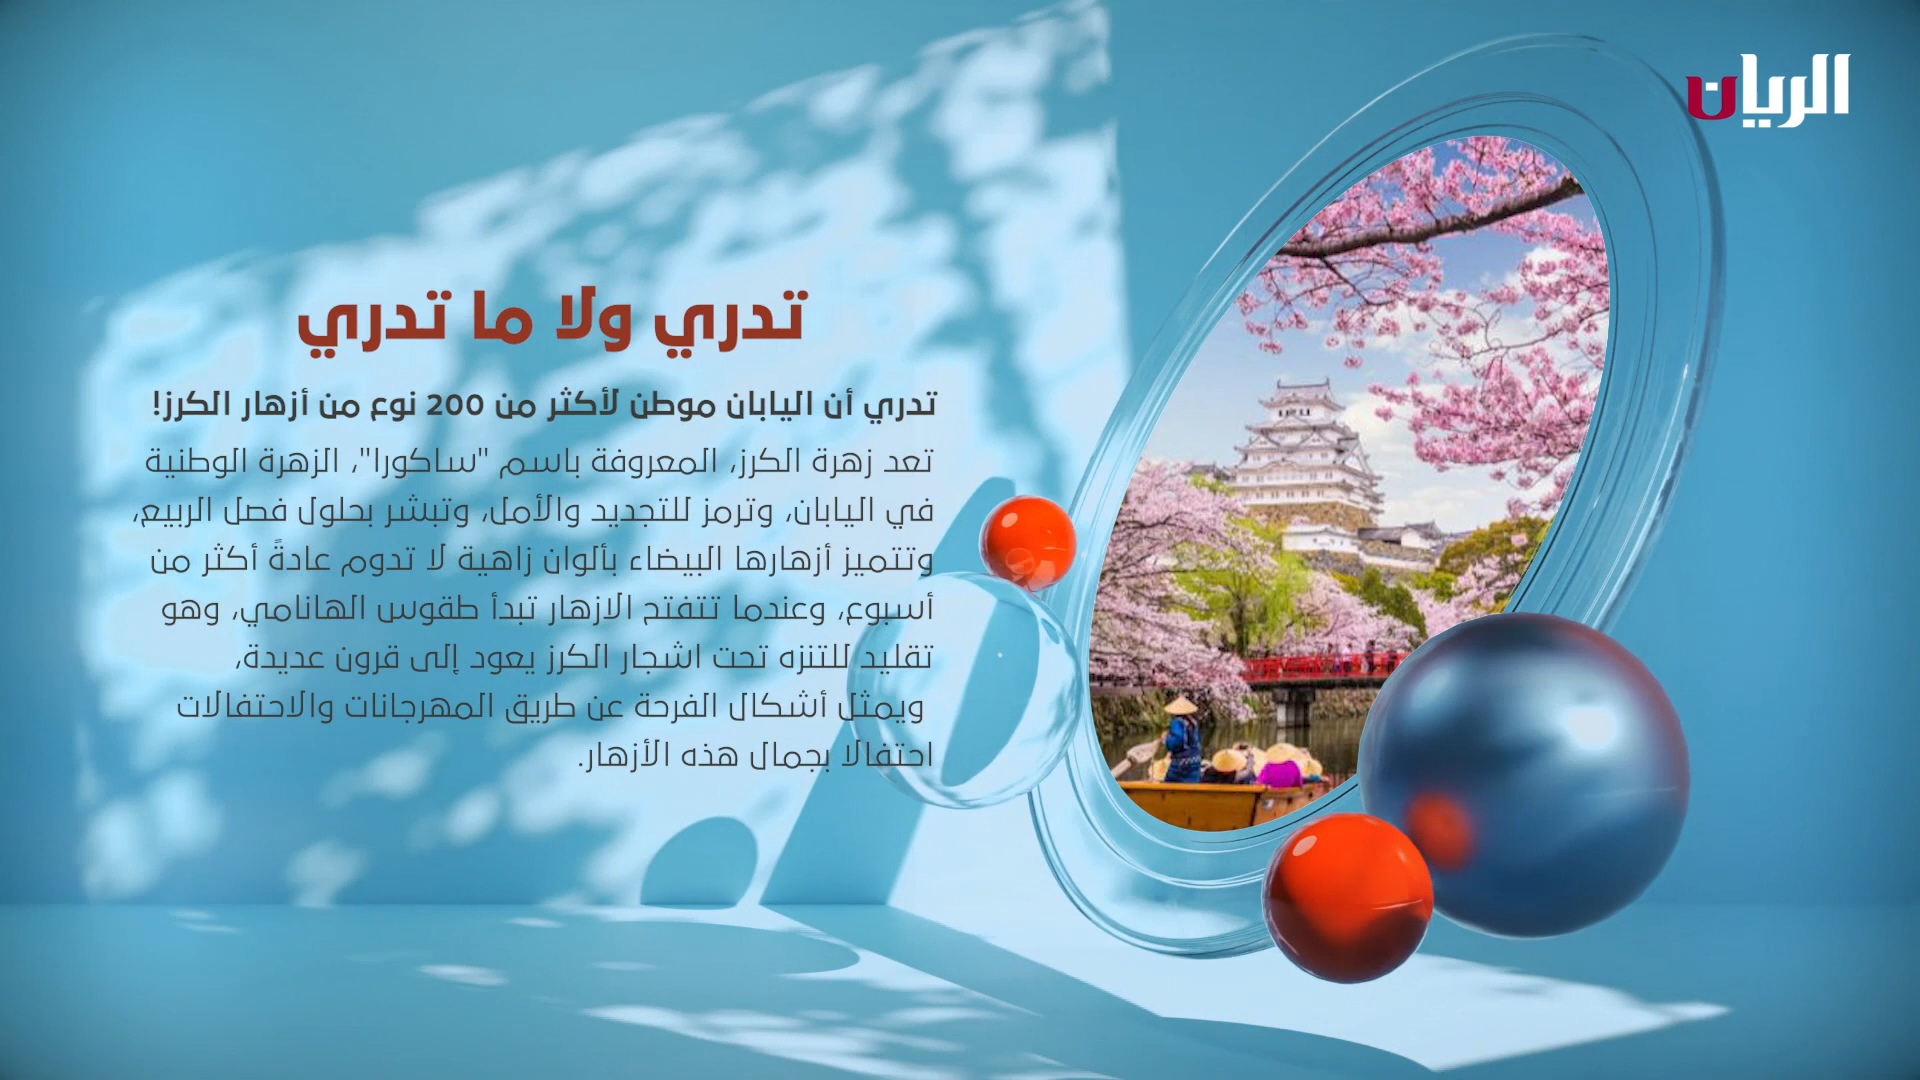 الريان
تدري ولا ما تدري
تدري أن اليابان موطن لأكثر من 200 نوع من أزهار الكرز!
تعد زهرة الكرز، المعروفة باسم "ساكورا"، الزهرة الوطنية
في اليابان، وترمز للتجديد والأمل، وتبشر بحلول فصل الربيع،
وتتميز أزهارها البيضاء بألوان زاهية لا تدوم عادةً أكثر من
أسبوع، وعندما تتفتح الازهار تبدأ طقوس الهانامي، وهو
تقليد للتنزه تحت اشجار الكرز يعود إلى قرون عديدة،
ويمثل أشكال الفرحة عن طريق المهرجانات والاحتفالات
احتفالا بجمال هذه الأزهار.